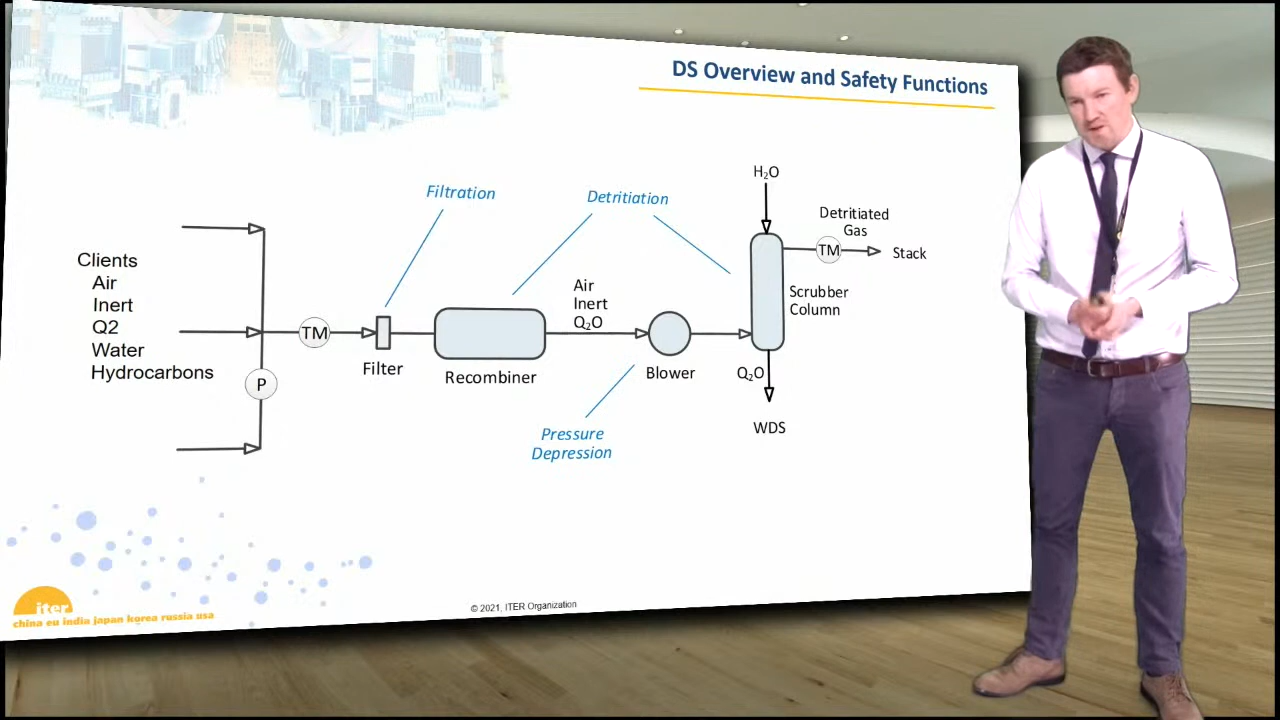 DS Overview and Safety Functions
H₂O
Filtration
Detritiation
Detritiated
Gas
TM
Stack
Clients
Air
Inert
Q2
Water
Hydrocarbons
P
TM
Filter
Recombiner
Air
Inert
Q₂O
Blower
Scrubber
Column
Q₂O
WDS
Pressure
Depression
iter
china eu india japan korea russia usa
© 2021, ITER Organization